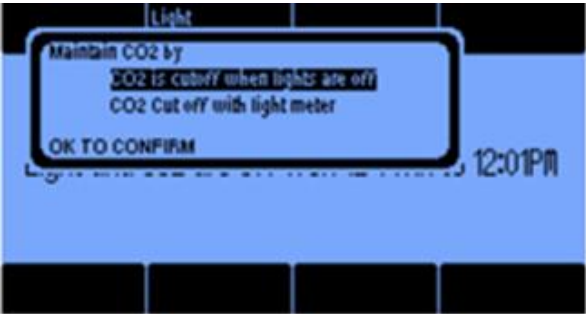 Light
Maintain CO2 by
CO2 is cutoff when lights are off
CO2 Cut off with light meter
OK TO CONFIRM
12:01PM